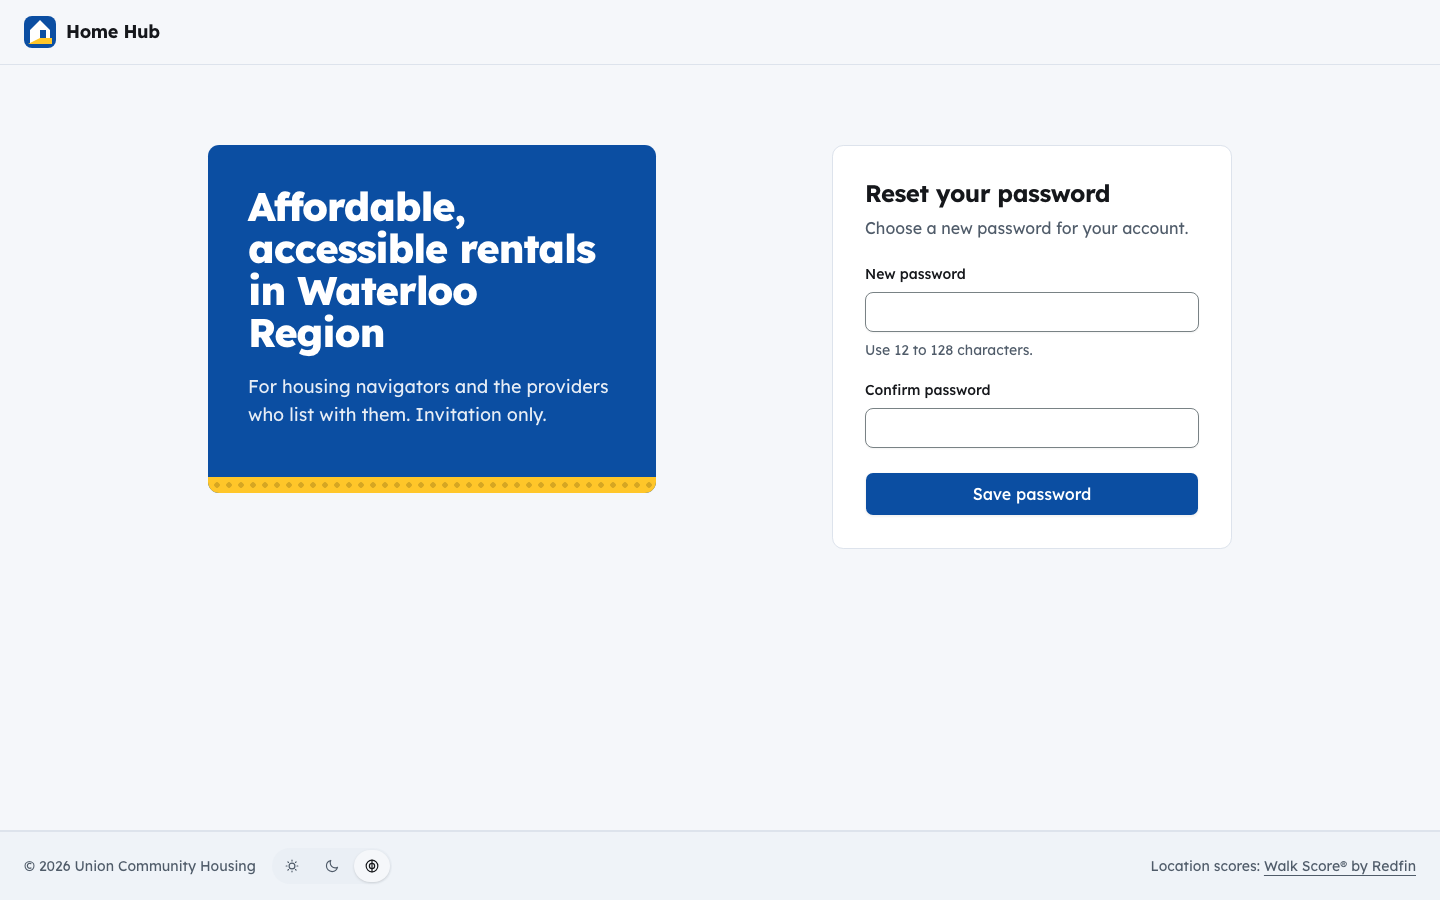 Home Hub
Affordable,
accessible rentals
in Waterloo
Region
For housing navigators and the providers
who list with them. Invitation only.
Reset your password
Choose a new password for your account.
New password
Use 12 to 128 characters.
Confirm password
Save password
© 2026 Union Community Housing
Location scores: Walk Score® by Redfin